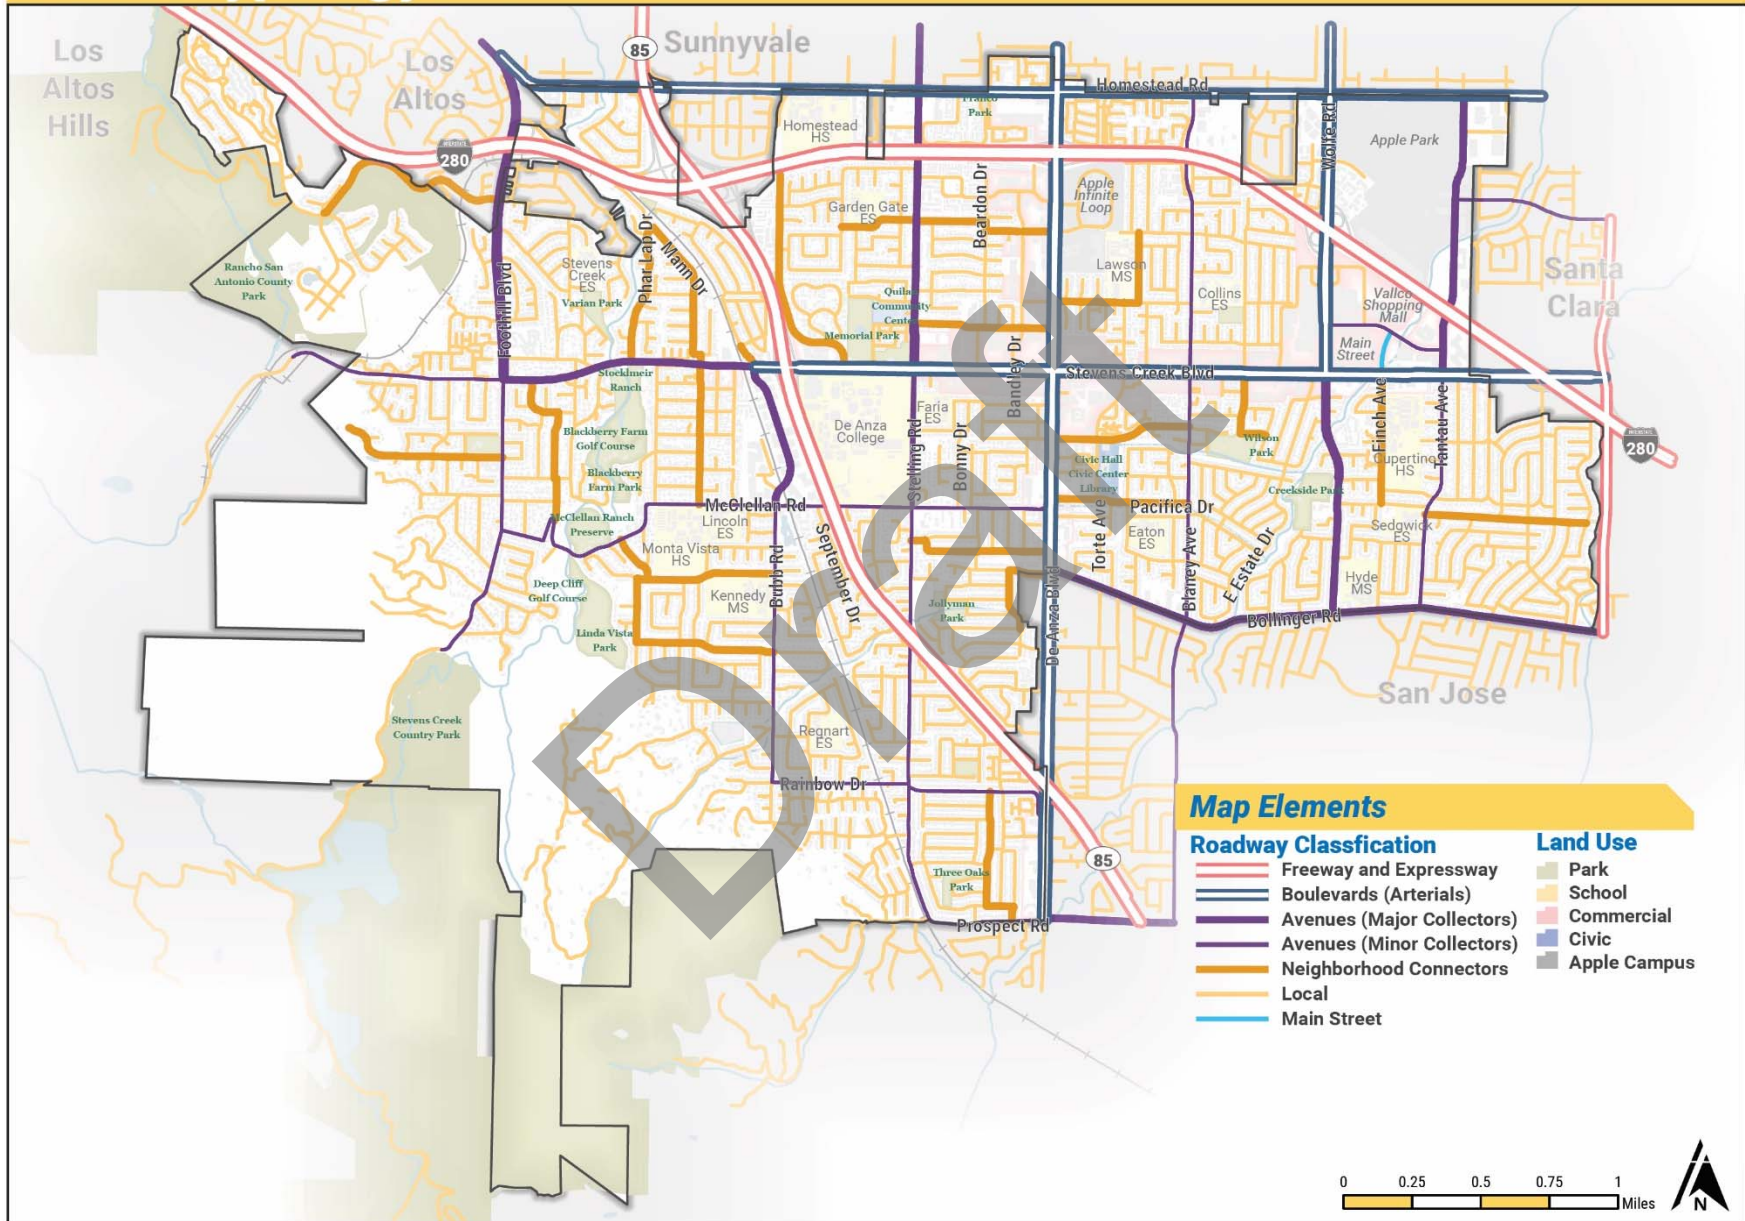 Los
Altos
Hills
Los
Altos
85
Sunnyvale
Homestead Rd
Franco
Park
Homestead
HS
Wolfe Rd
Apple Park
280
Beardon Dr
Apple
Infinite
Loop
Garden Gate
ES
Phar Lap Dr
Mann Dr
Stevens
Creek
ES
Varian Park
Foothill Blvd
Rancho San
Antonio County
Park
Lawson
MS
Collins
ES
Santa
Clara
Vallco
Shopping
Mall
Community
Memorial Park
Main
Street
Bandley Dr
Stevens Creek Blvd
Stocklmeir
Ranch
Finch Ave
Tantau Ave
Faria
ES
De Anza
College
Stelling Rd
Bonny Dr
Blackberry Farm
Golf Course
Blackberry
Farm Park
Wilson
Park
Civic Hall
Civic Center
Library
Cupertino
HS
280
Creekside Park
McClellan Rd
Pacifica Dr
Lincoln
ES
McClellan Ranch
Preserve
Monta Vista
HS
September Dr
Torte Ave
Eaton
ES
Blaney Ave
E Estate Dr
Sedgwick
ES
Hyde
MS
Bubb Rd
Deep Cliff
Golf Course
Kennedy
MS
Jollyman
Park
De Anza Blvd
Bollinger Rd
Linda Vista
Park
San Jose
Stevens Creek
Country Park
Regnart
ES
Rainbow Dr
85
Three Oaks
Park
Prospect Rd
Draft
Map Elements
Roadway Classfication
Freeway and Expressway
Boulevards (Arterials)
Avenues (Major Collectors)
Avenues (Minor Collectors)
Neighborhood Connectors
Local
Main Street
Land Use
Park
School
Commercial
Civic
Apple Campus
0 0.25 0.5 0.75 1
Miles
N